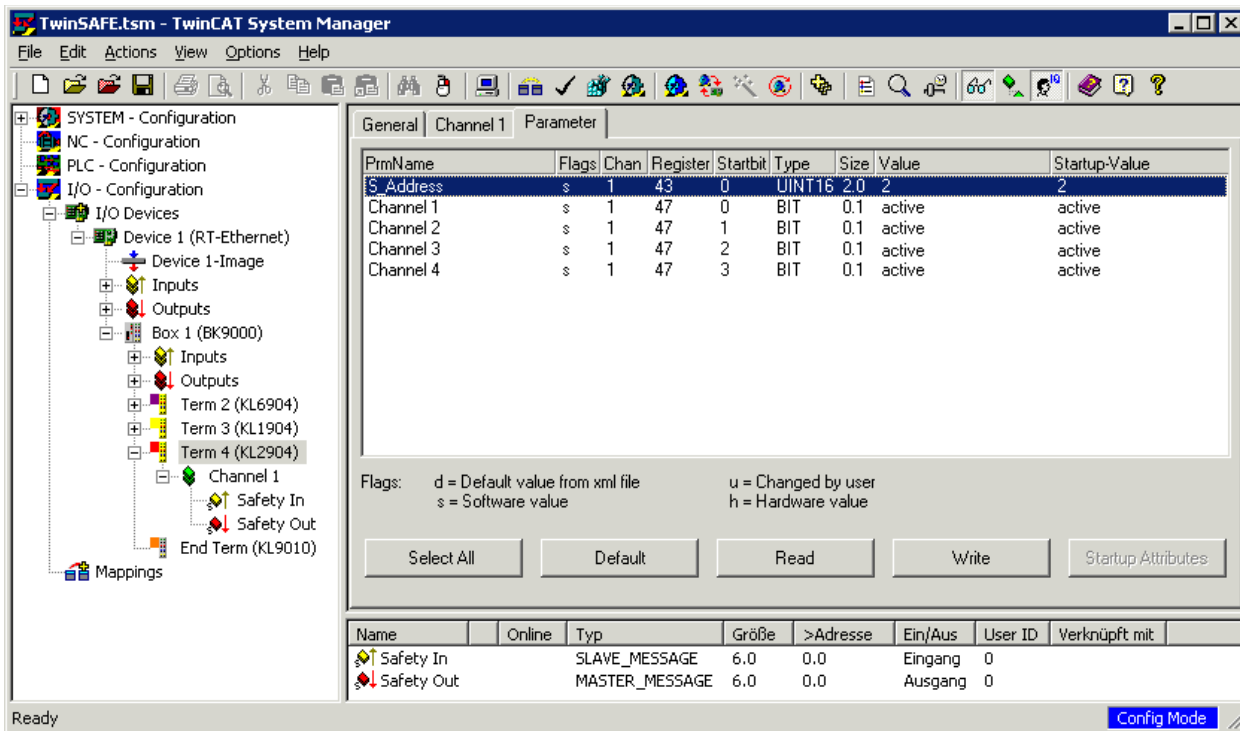 TwinSAFE.tsm - TwinCAT System Manager
File Edit Actions View Options Help
SYSTEM - Configuration
NC - Configuration
PLC - Configuration
I/O - Configuration
I/O Devices
Device 1 (RT-Ethernet)
Device 1-Image
Inputs
Outputs
Box 1 (BK9000)
Inputs
Outputs
Term 2 (KL6904)
Term 3 (KL1904)
Term 4 (KL2904)
Channel 1
Safety In
Safety Out
End Term (KL9010)
Mappings
General Channel 1 Parameter
PrmName Flags Chan Register Startbit Type Size Value Startup-Value
S_Address s 1 43 0 UINT16 2.0 2 2
Channel 1 s 1 47 0 BIT 0.1 active active
Channel 2 s 1 47 1 BIT 0.1 active active
Channel 3 s 1 47 2 BIT 0.1 active active
Channel 4 s 1 47 3 BIT 0.1 active active
Flags: d = Default value from xml file u = Changed by user
s = Software value h = Hardware value
Select All Default Read Write Startup Attributes
Name Online Typ Größe >Adresse Ein/Aus User ID Verknüpft mit
Safety In SLAVE_MESSAGE 6.0 0.0 Eingang 0
Safety Out MASTER_MESSAGE 6.0 0.0 Ausgang 0
Ready Config Mode